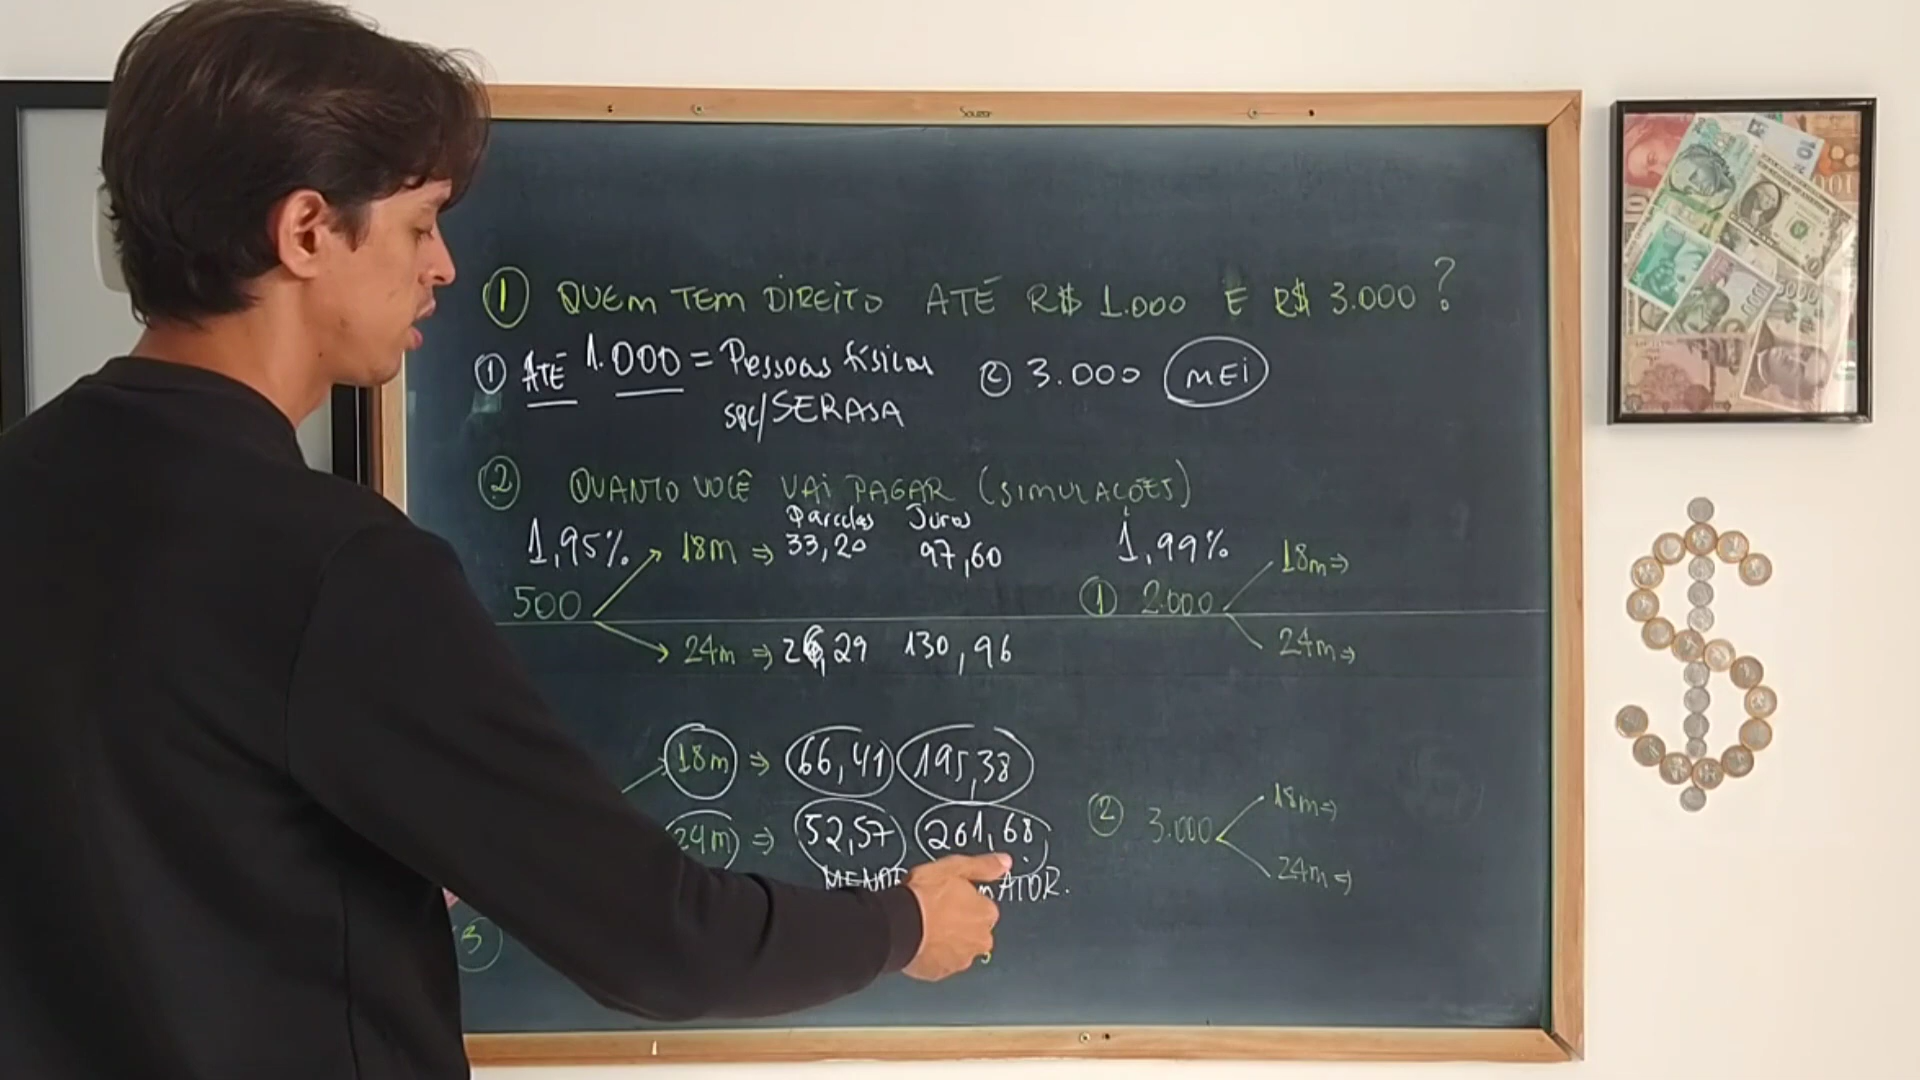 Souza
① QUEM TEM DIREITO ATÉ R$ 1.000 E R$ 3.000?
① ATÉ 1.000 = Pessoas físicas
SPC/SERASA
② 3.000 MEI
② QUANTO VOCÊ VAI PAGAR (SIMULAÇÕES)
Parcelas Juros
1,95%
500
18m ⇒ 33,20 97,60
24m ⇒ 26,29 130,96
18m ⇒ 66,41 195,38
24m ⇒ 52,57 261,68
1,99%
① 2.000
18m ⇒
24m ⇒
② 3.000
18m ⇒
24m ⇒
3